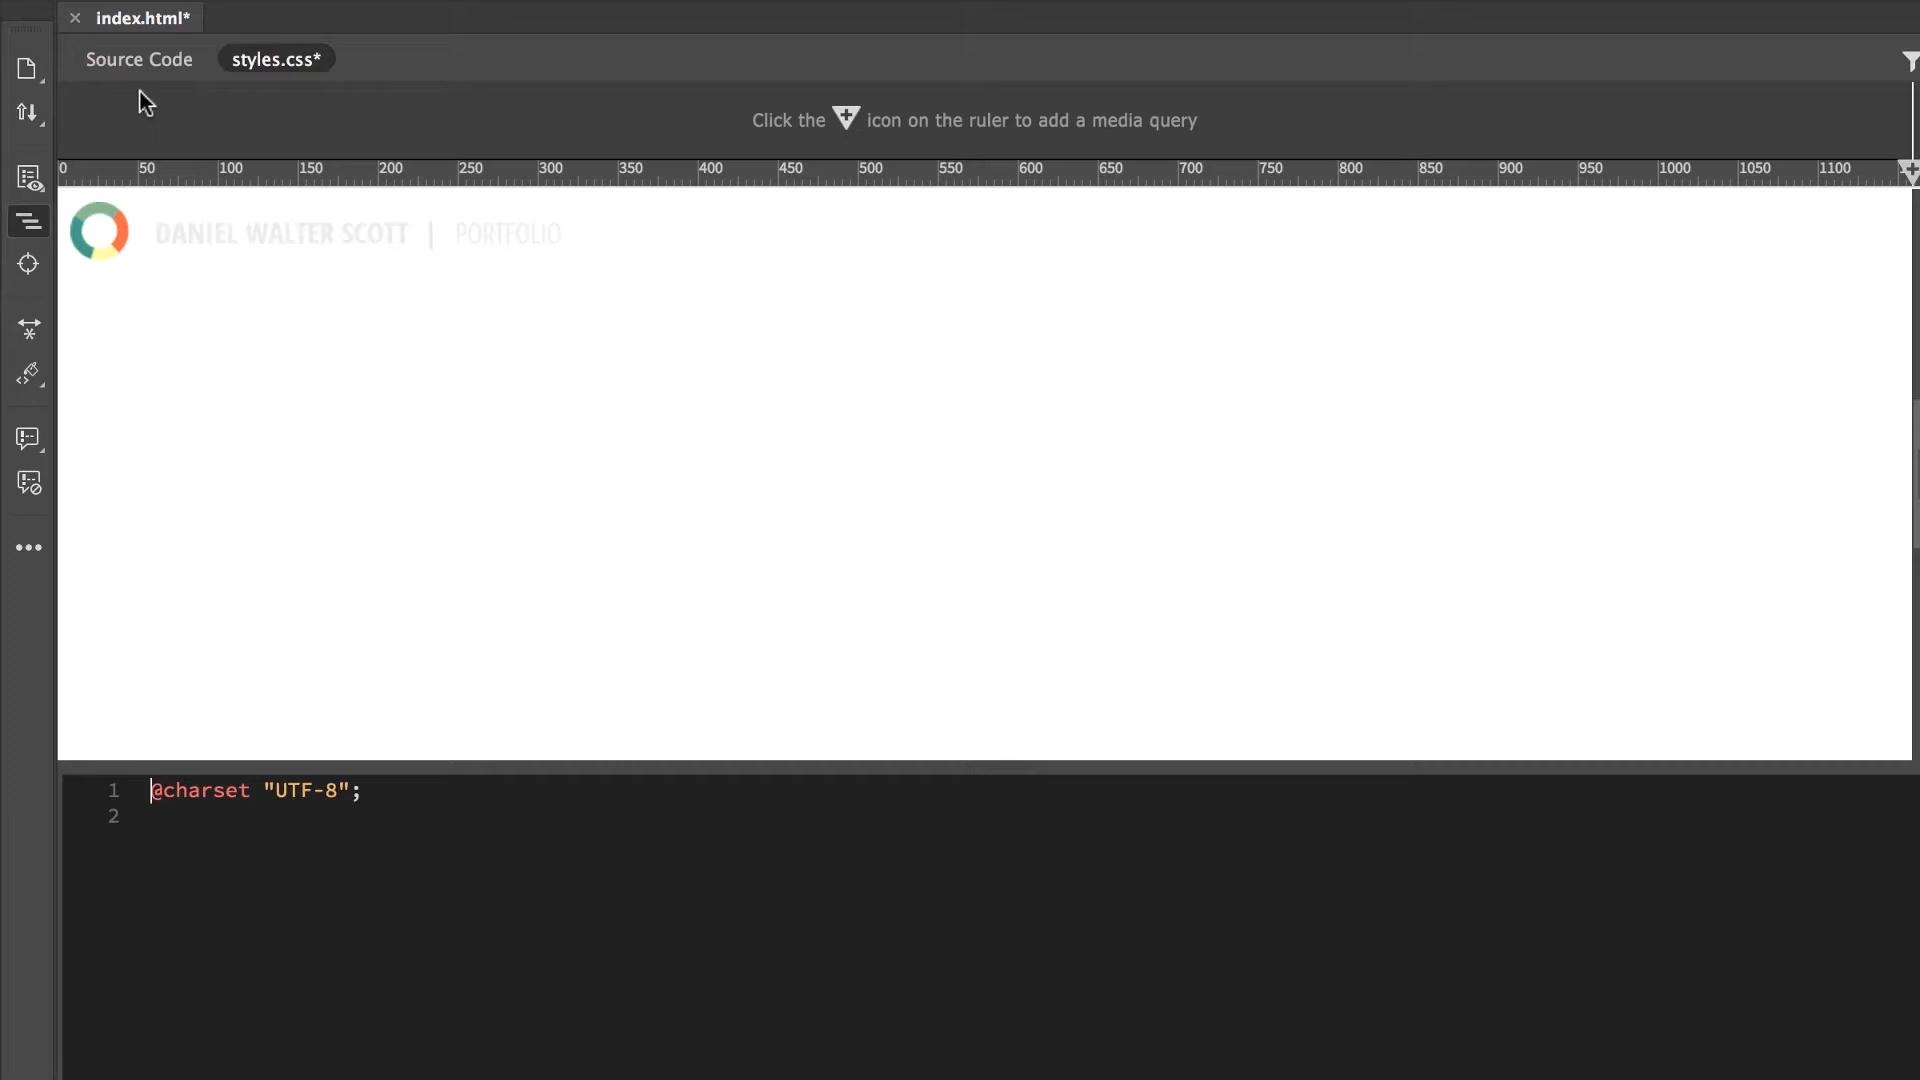 index.html*
Source Code styles.css*
Click the icon on the ruler to add a media query
0 50 100 150 200 250 300 350 400 450 500 550 600 650 700 750 800 850 900 950 1000 1050 1100
DANIEL WALTER SCOTT | PORTFOLIO
1 @charset "UTF-8";
2